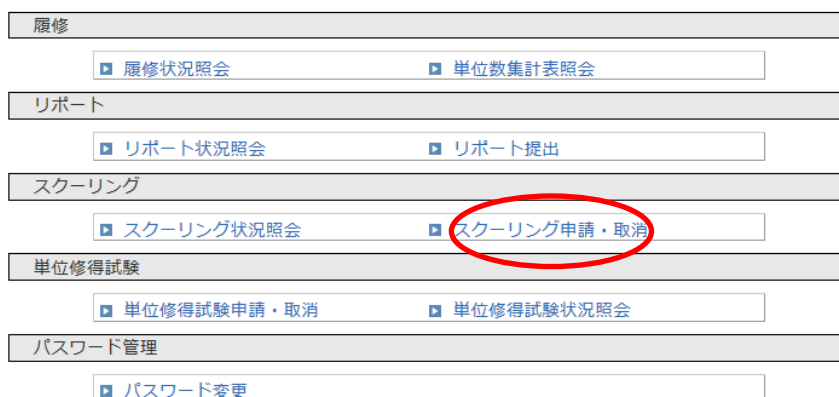 履修
履修状況照会 単位数集計表照会
リポート
リポート状況照会 リポート提出
スクーリング
スクーリング状況照会 スクーリング申請・取消
単位修得試験
単位修得試験申請・取消 単位修得試験状況照会
パスワード管理
パスワード変更